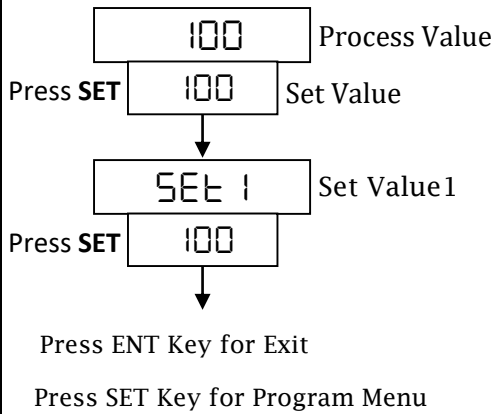 100 Process Value
Press SET 100 Set Value
SEt 1 Set Value1
Press SET 100
Press ENT Key for Exit
Press SET Key for Program Menu